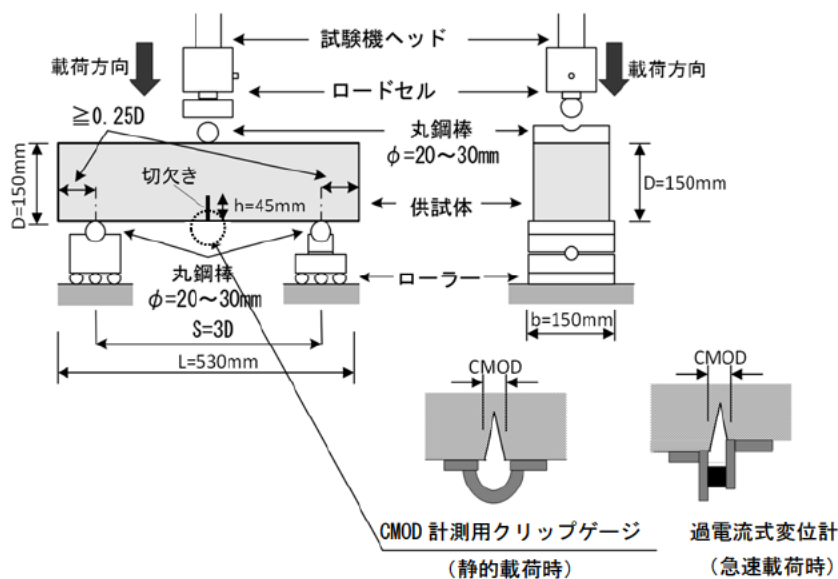 試験機ヘッド
載荷方向
載荷方向
ロードセル
≧0.25D
丸鋼棒
φ=20～30mm
切欠き
D=150mm
h=45mm
D=150mm
供試体
丸鋼棒
φ=20～30mm
ローラー
S=3D
b=150mm
L=530mm
CMOD
CMOD
CMOD 計測用クリップゲージ
（静的載荷時）
過電流式変位計
（急速載荷時）